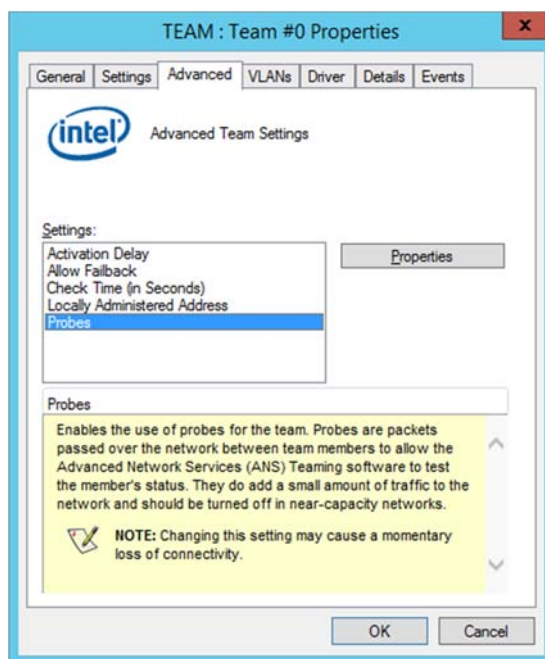 TEAM : Team #0 Properties
x
General Settings Advanced VLANs Driver Details Events
intel
Advanced Team Settings
Settings:
Activation Delay
Allow Failback
Check Time (in Seconds)
Locally Administered Address
Probes
Properties
Probes
Enables the use of probes for the team. Probes are packets
passed over the network between team members to allow the
Advanced Network Services (ANS) Teaming software to test
the member's status. They do add a small amount of traffic to the
network and should be turned off in near-capacity networks.
NOTE: Changing this setting may cause a momentary
loss of connectivity.
OK Cancel